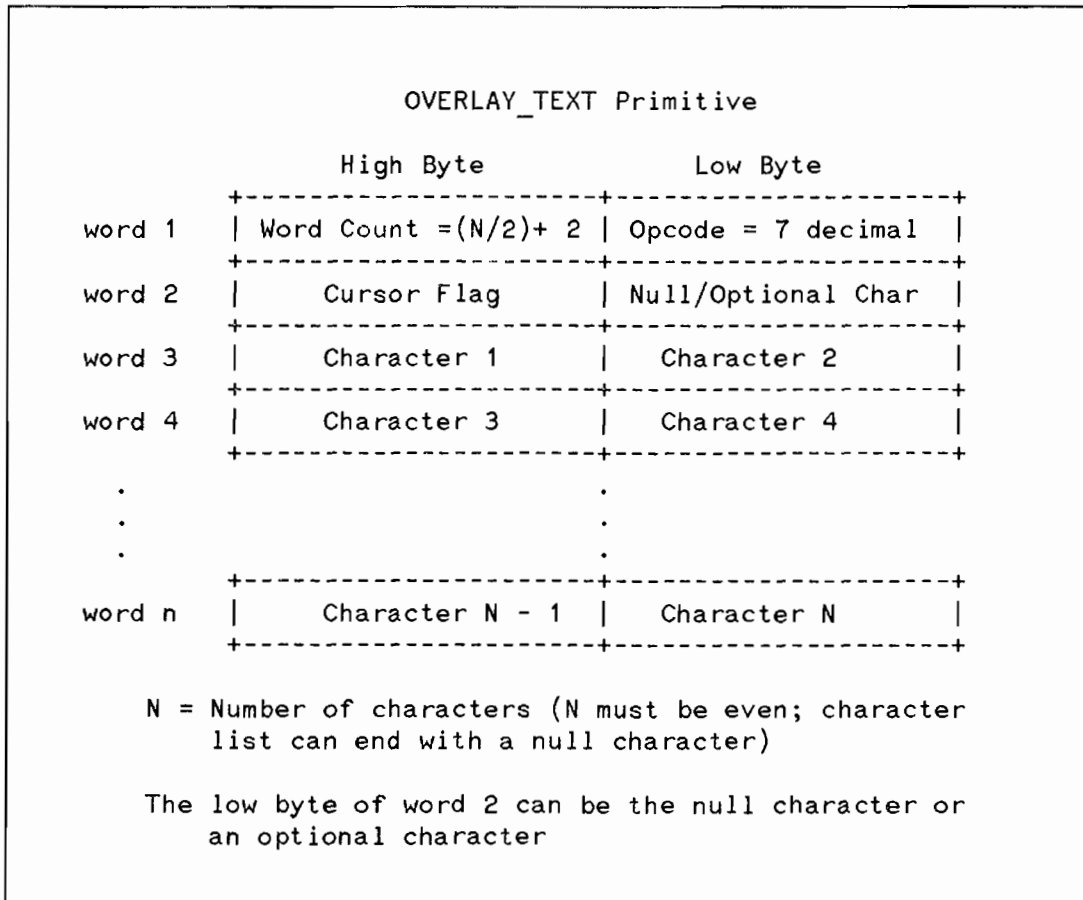 OVERLAY_TEXT Primitive
High Byte Low Byte
+----------------------+---------------------+
word 1 | Word Count =(N/2)+ 2 | Opcode = 7 decimal |
+----------------------+---------------------+
word 2 | Cursor Flag | Null/Optional Char |
+----------------------+---------------------+
word 3 | Character 1 | Character 2 |
+----------------------+---------------------+
word 4 | Character 3 | Character 4 |
+----------------------+---------------------+
. .
. .
. .
+----------------------+---------------------+
word n | Character N - 1 | Character N |
+----------------------+---------------------+
N = Number of characters (N must be even; character
list can end with a null character)
The low byte of word 2 can be the null character or
an optional character